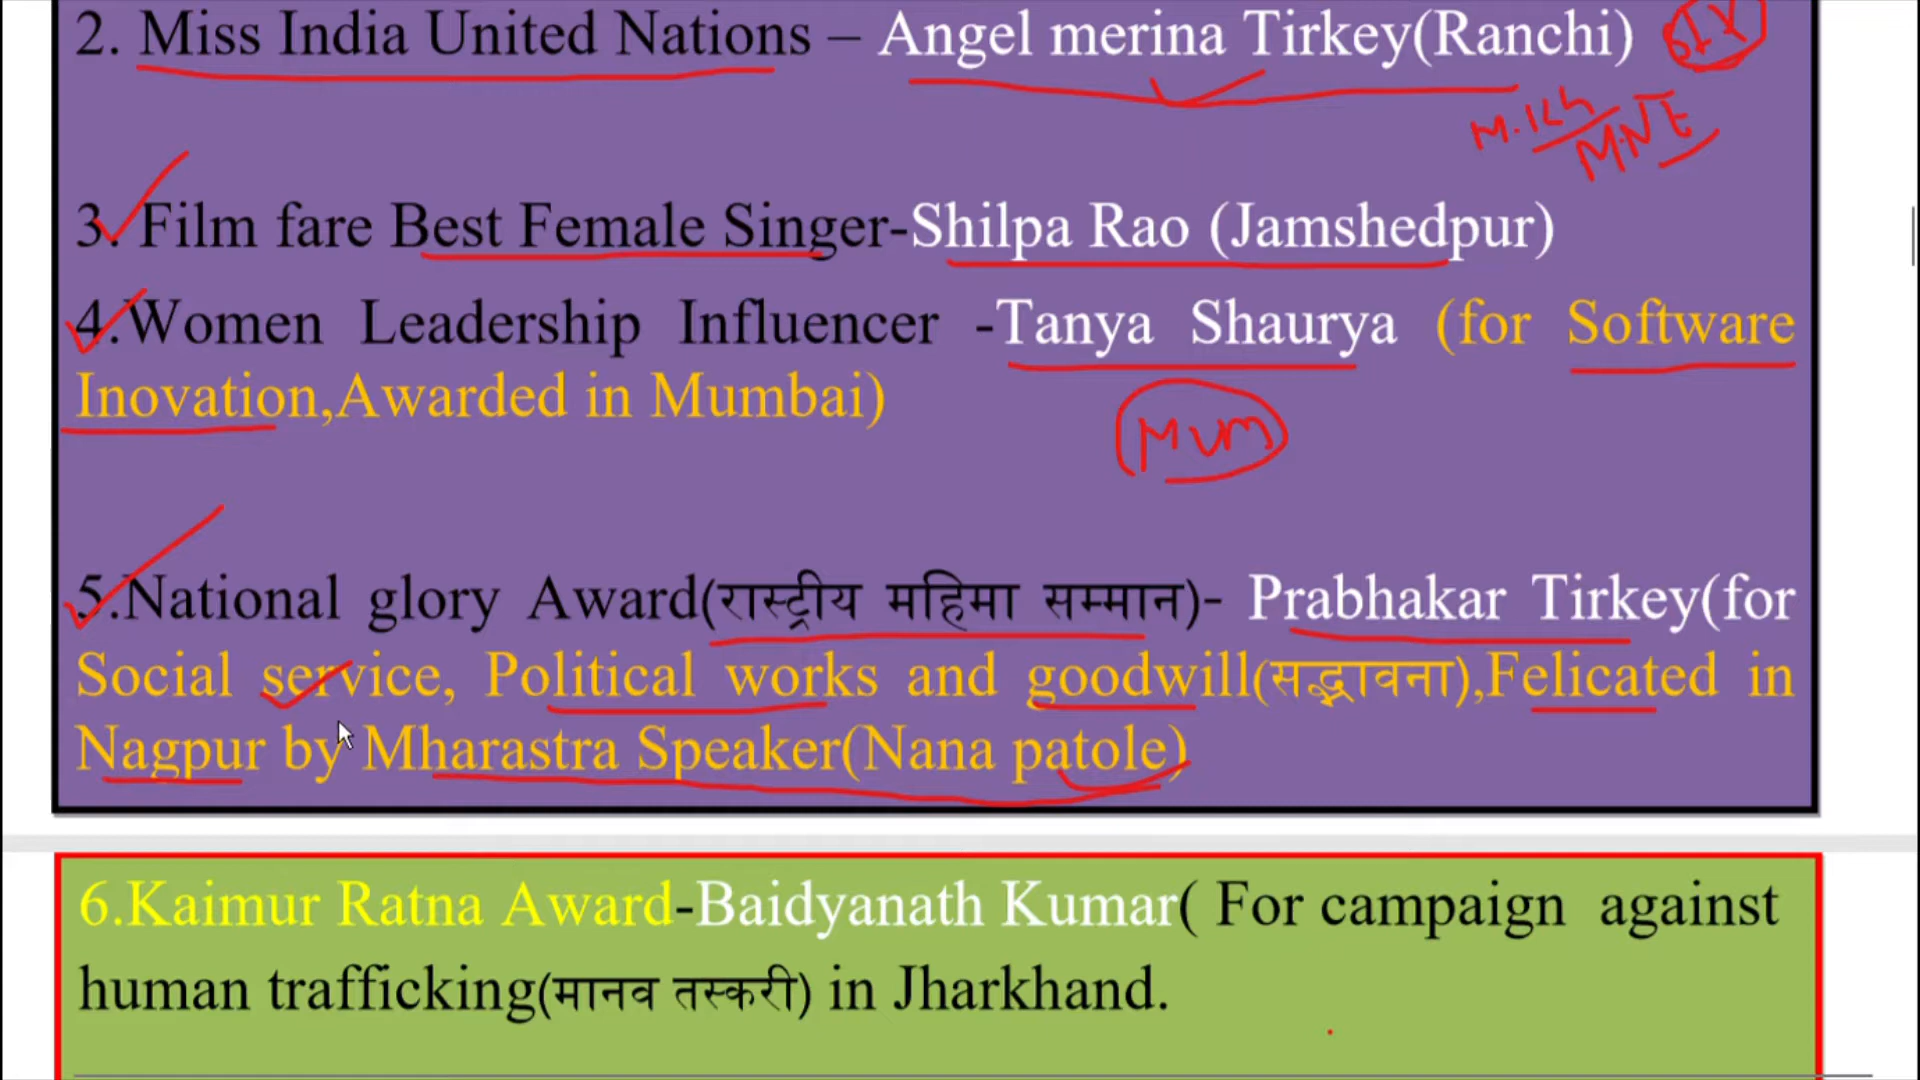 2. Miss India United Nations – Angel merina Tirkey(Ranchi)
3. Film fare Best Female Singer-Shilpa Rao (Jamshedpur)
4.Women Leadership Influencer -Tanya Shaurya (for Software
Inovation,Awarded in Mumbai)
MUM
5.National glory Award(रास्ट्रीय महिमा सम्मान)- Prabhakar Tirkey(for
Social service, Political works and goodwill(सद्भावना),Felicated in
Nagpur by Mharastra Speaker(Nana patole)
6.Kaimur Ratna Award-Baidyanath Kumar( For campaign against
human trafficking(मानव तस्करी) in Jharkhand.